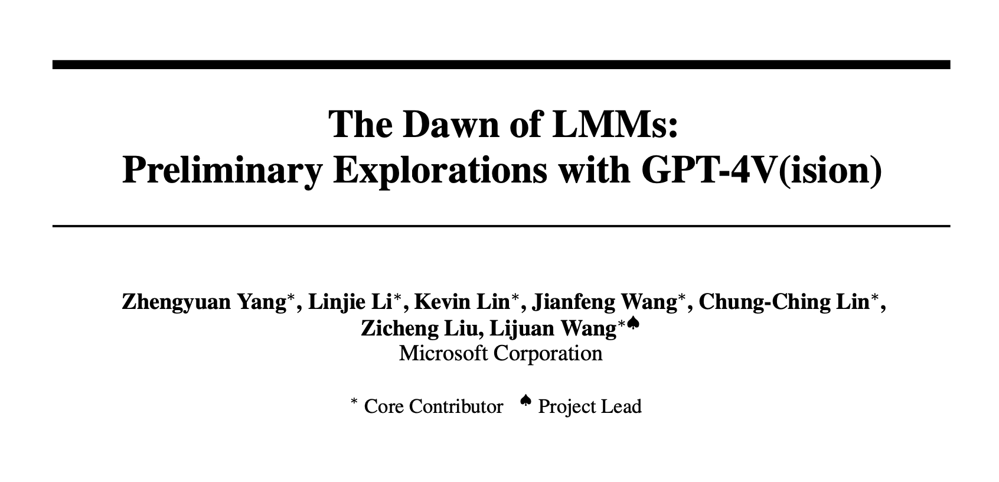 The Dawn of LMMs:
Preliminary Explorations with GPT-4V(ision)
Zhengyuan Yang*, Linjie Li*, Kevin Lin*, Jianfeng Wang*, Chung-Ching Lin*,
Zicheng Liu, Lijuan Wang*♠
Microsoft Corporation
* Core Contributor ♠ Project Lead